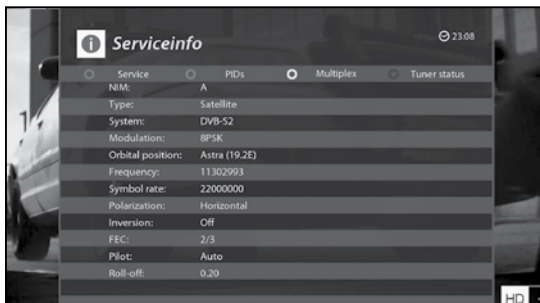 i Serviceinfo 23:08
Service PIDs Multiplex Tuner status
NIM: A
Type: Satellite
System: DVB-S2
Modulation: 8PSK
Orbital position: Astra (19.2E)
Frequency: 11302993
Symbol rate: 22000000
Polarization: Horizontal
Inversion: Off
FEC: 2/3
Pilot: Auto
Roll-off: 0.20
HD